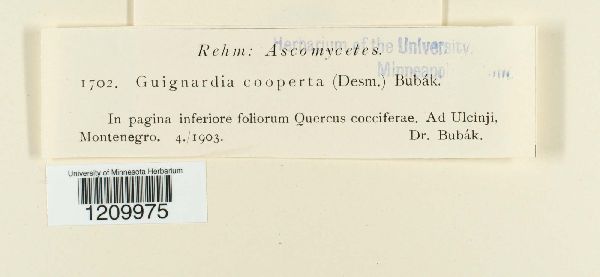 Rehm: Ascomycetes.
Herbarium of the University,
Minneapo
1702. Guignardia cooperta (Desm.) Bubák.
In pagina inferiore foliorum Quercus cocciferae. Ad Ulcinji,
Montenegro. 4./1903. Dr. Bubák.
University of Minnesota Herbarium
1209975